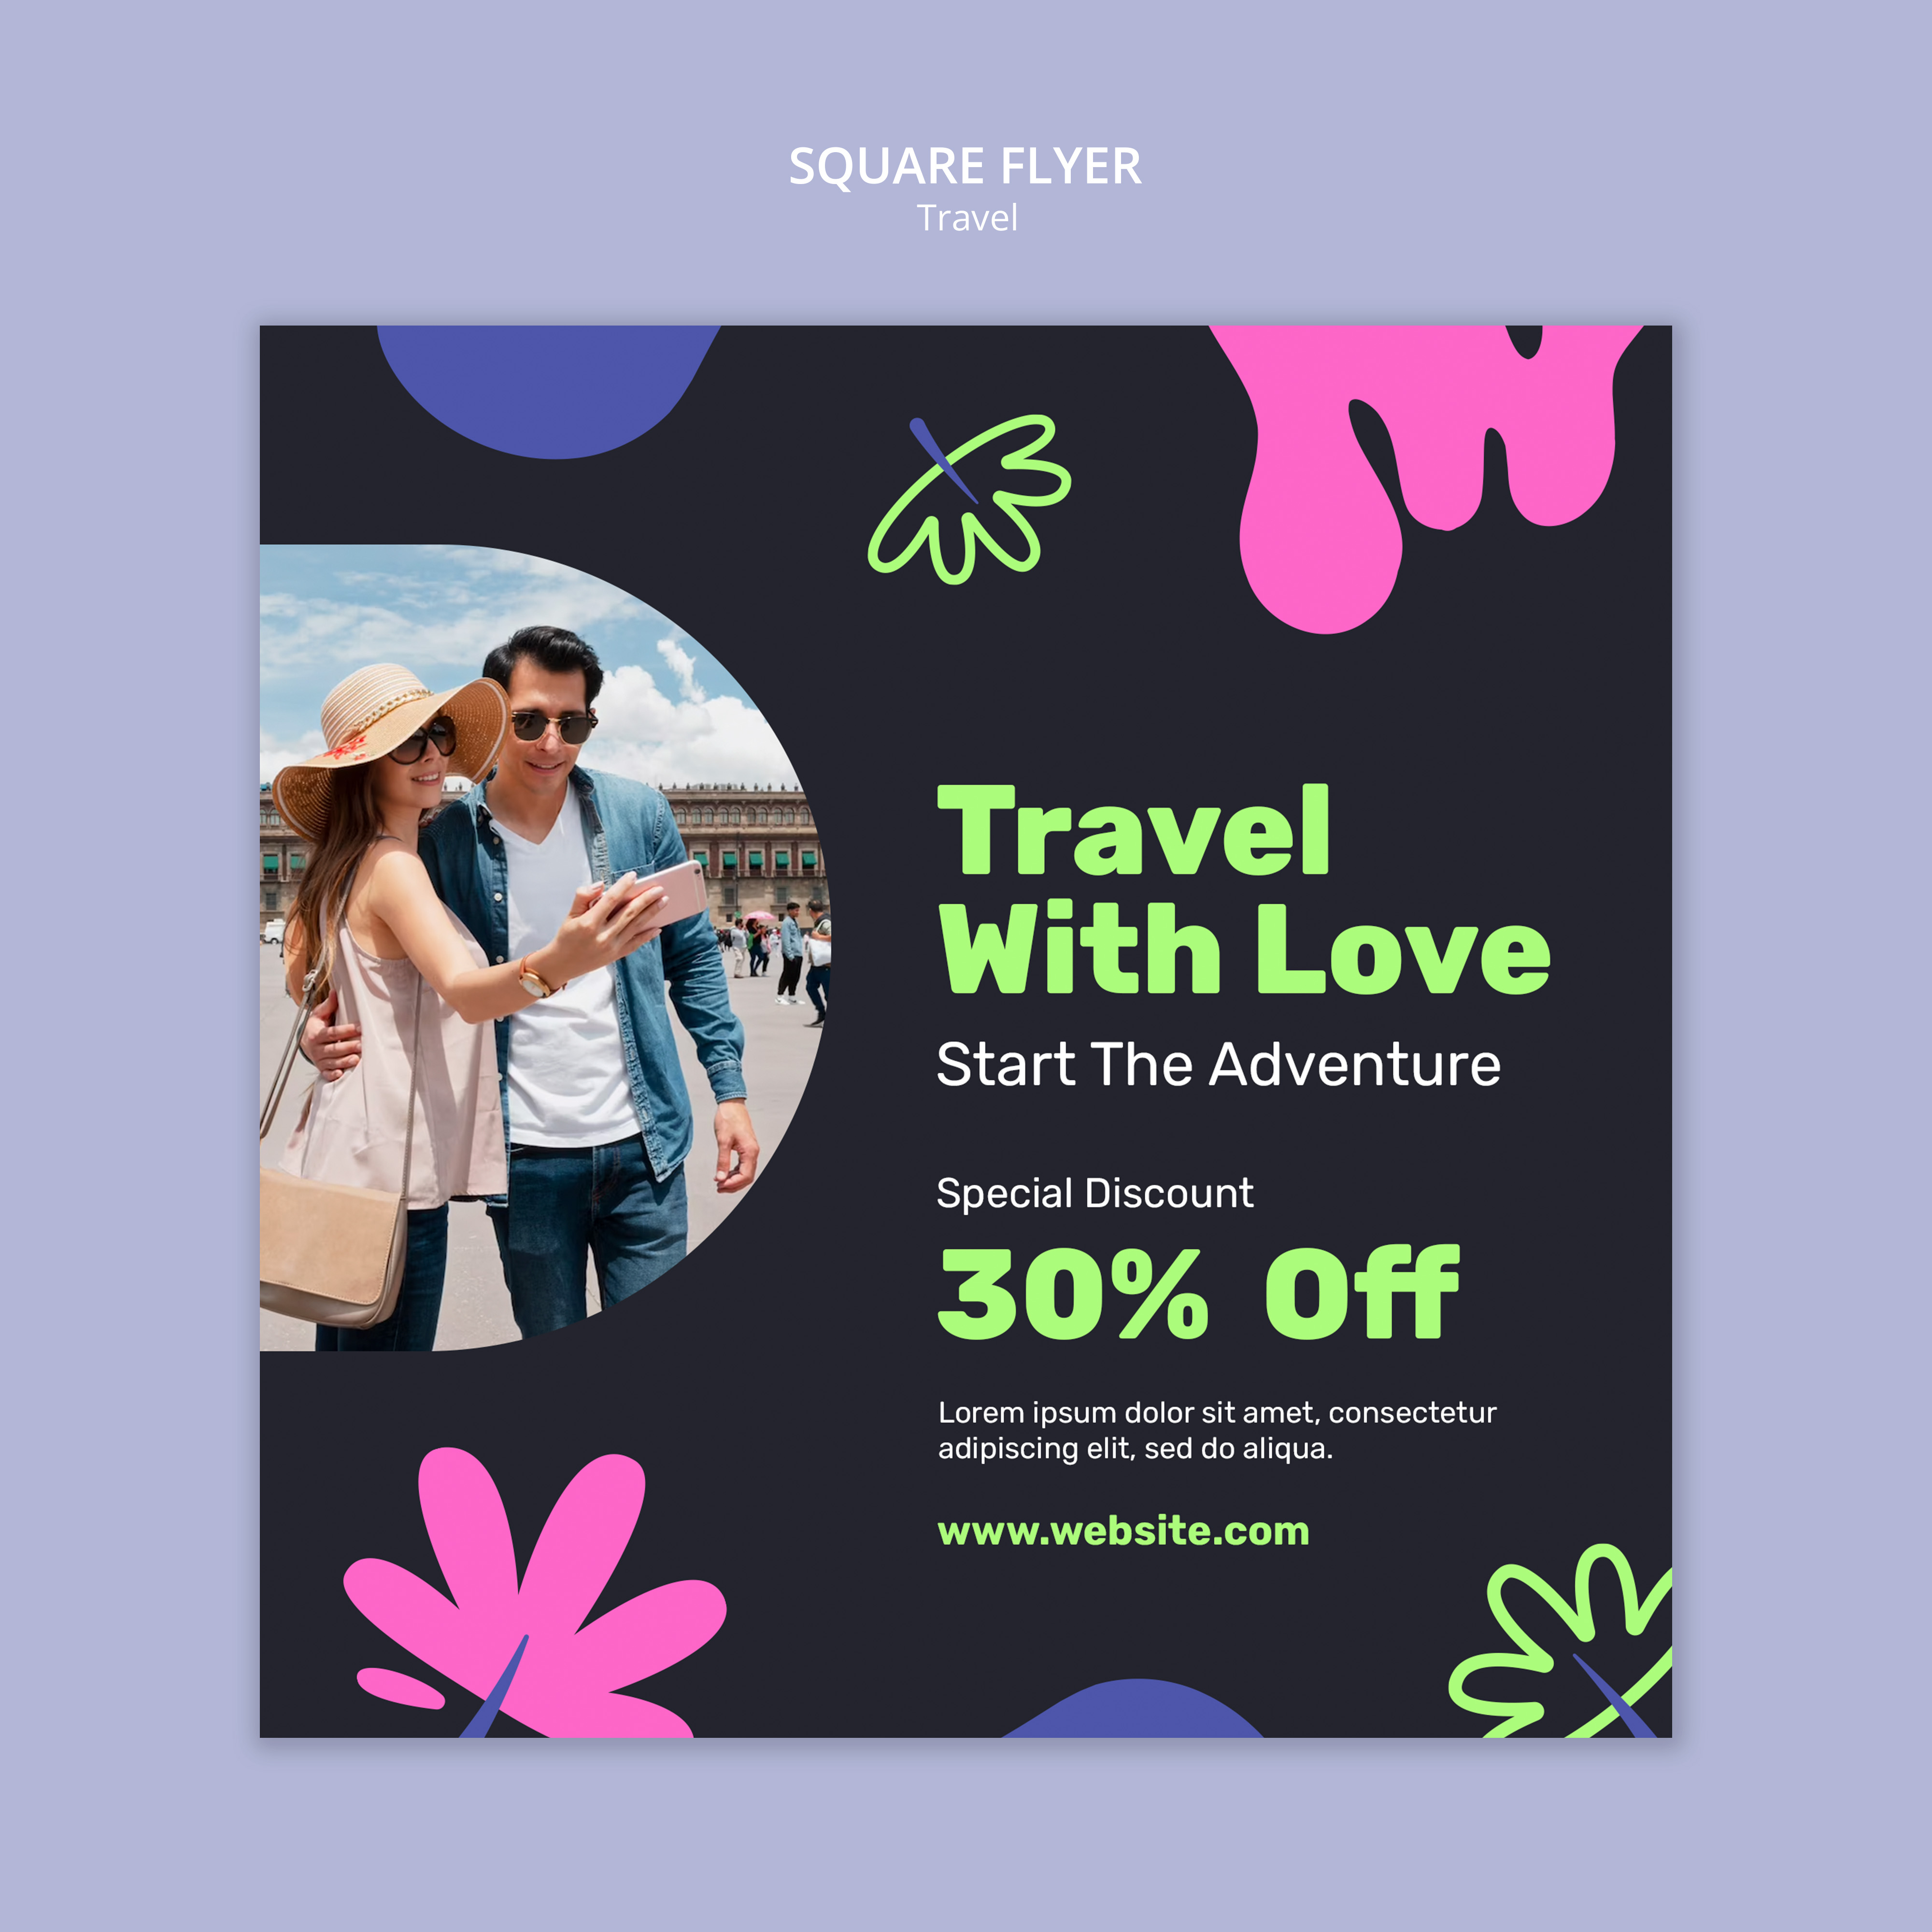 SQUARE FLYER
Travel
Travel
With Love
Start The Adventure
Special Discount
30% Off
Lorem ipsum dolor sit amet, consectetur
adipiscing elit, sed do aliqua.
www.website.com